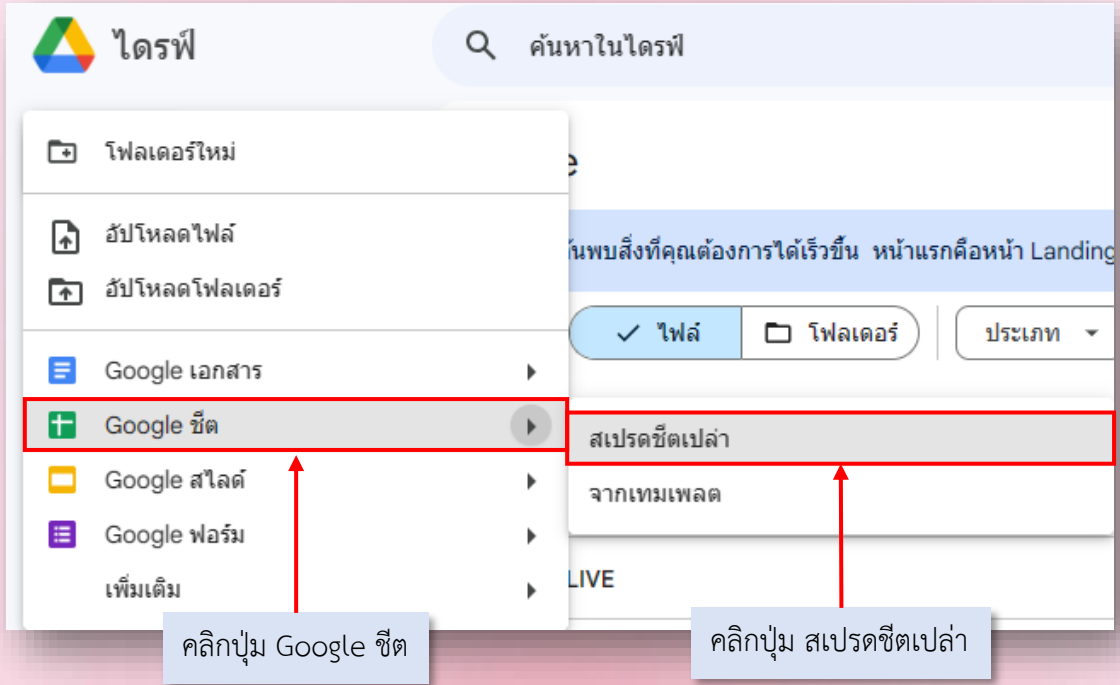 ไดรฟ์
ค้นหาในไดรฟ์
โฟลเดอร์ใหม่
อัปโหลดไฟล์
อัปโหลดโฟลเดอร์
Google เอกสาร
Google ชีต
Google สไลด์
Google ฟอร์ม
เพิ่มเติม
พบสิ่งที่คุณต้องการได้เร็วขึ้น หน้าแรกคือหน้า Landing
ไฟล์ โฟลเดอร์ ประเภท
สเปรดชีตเปล่า
จากเทมเพลต
LIVE
คลิกปุ่ม Google ชีต
คลิกปุ่ม สเปรดชีตเปล่า